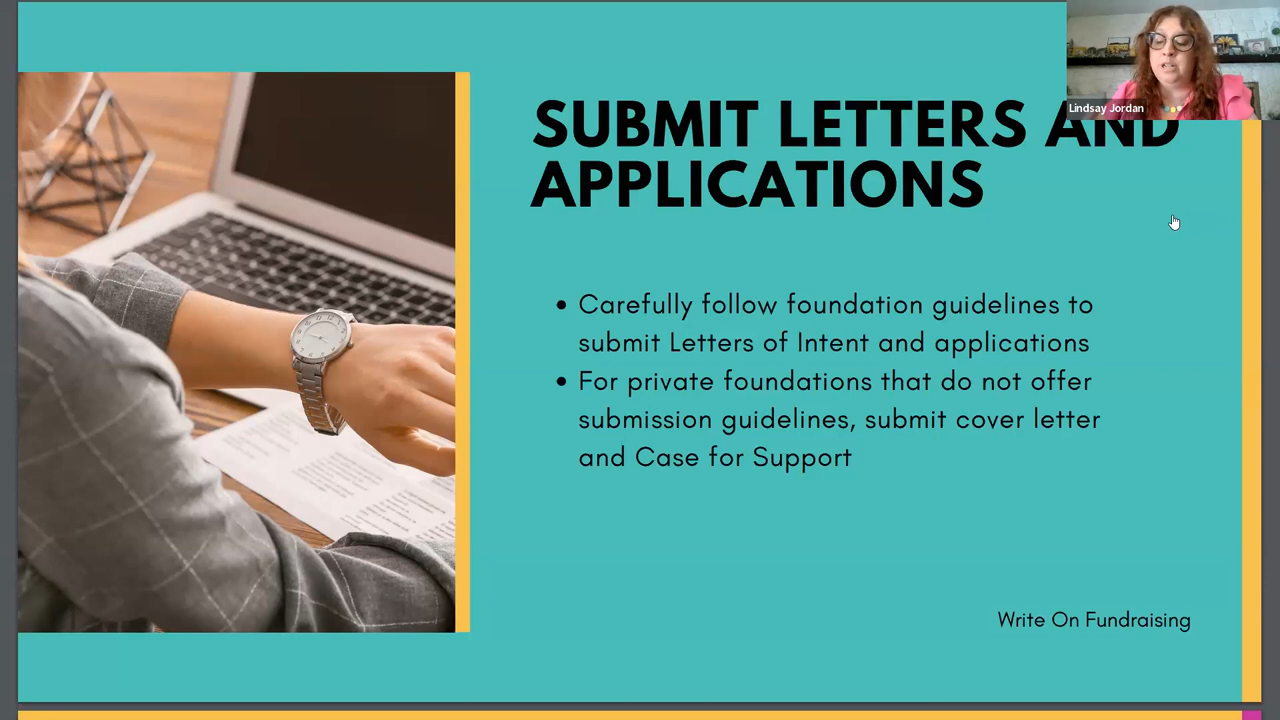 Lindsay Jordan
SUBMIT LETTERS AND
APPLICATIONS
• Carefully follow foundation guidelines to
submit Letters of Intent and applications
• For private foundations that do not offer
submission guidelines, submit cover letter
and Case for Support
Write On Fundraising